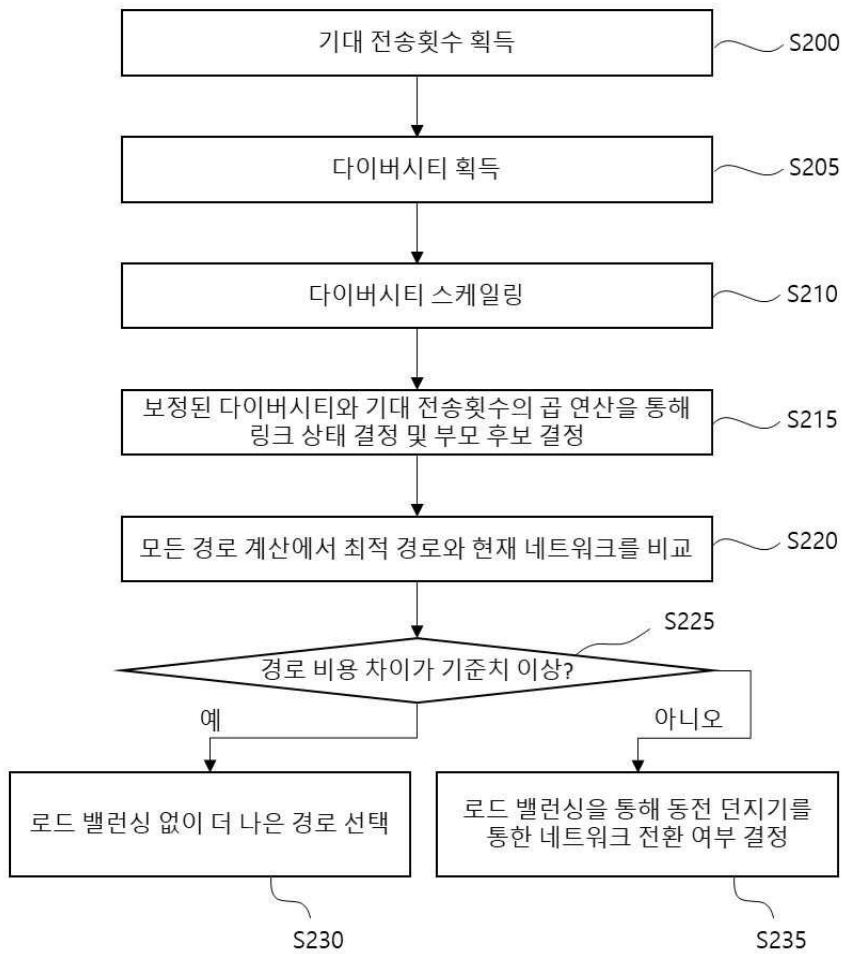 기대 전송횟수 획득
S200
다이버시티 획득
S205
다이버시티 스케일링
S210
보정된 다이버시티와 기대 전송횟수의 곱 연산을 통해
링크 상태 결정 및 부모 후보 결정
S215
모든 경로 계산에서 최적 경로와 현재 네트워크를 비교
S220
S225
경로 비용 차이가 기준치 이상?
예
아니오
로드 밸런싱 없이 더 나은 경로 선택
로드 밸런싱을 통해 동전 던지기를
통한 네트워크 전환 여부 결정
S230
S235